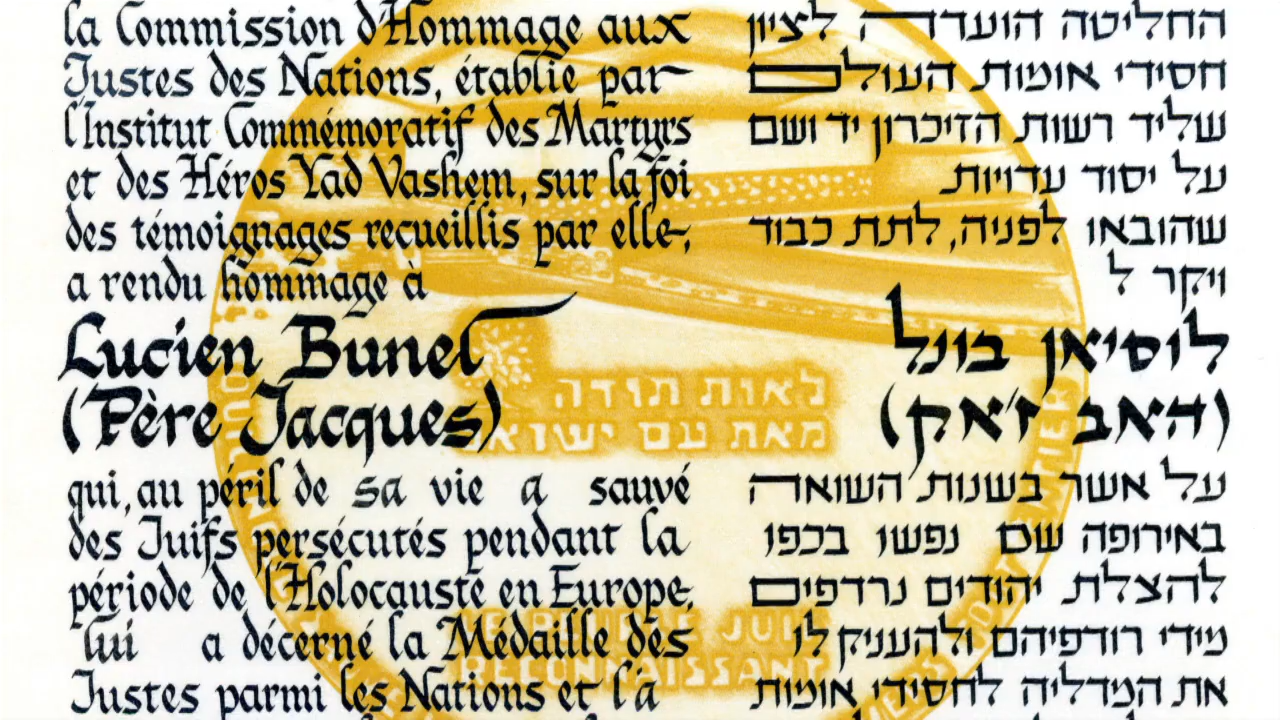 la Commission d'Hommage aux
Justes des Nations, établie par
l'Institut Commémoratif des Martyrs
et des Héros Yad Vashem, sur la foi
des témoignages recueillis par elle,
a rendu hommage à
Lucien Bunel
(Père Jacques)
qui, au péril de sa vie a sauvé
des Juifs persécutés pendant la
période de l'Holocauste en Europe,
lui a décerné la Médaille des
Justes parmi les Nations et l'a
החליטה הועדה לציון
חסידי אומות העולם
שליד רשות הזיכרון יד ושם
על יסוד עדויות
שהובאו לפניה, לתת כבוד
ויקר ל
לוסיאן בונל
(האב ז'אק)
על אשר בשנות השואה
באירופה שם נפשו בכפו
להצלת יהודים נרדפים
מידי רודפיהם ולהעניק לו
את המדליה לחסידי אומות
לאות תודה
מאת עם ישראל
LE PEUPLE JUIF
RECONNAISSANT